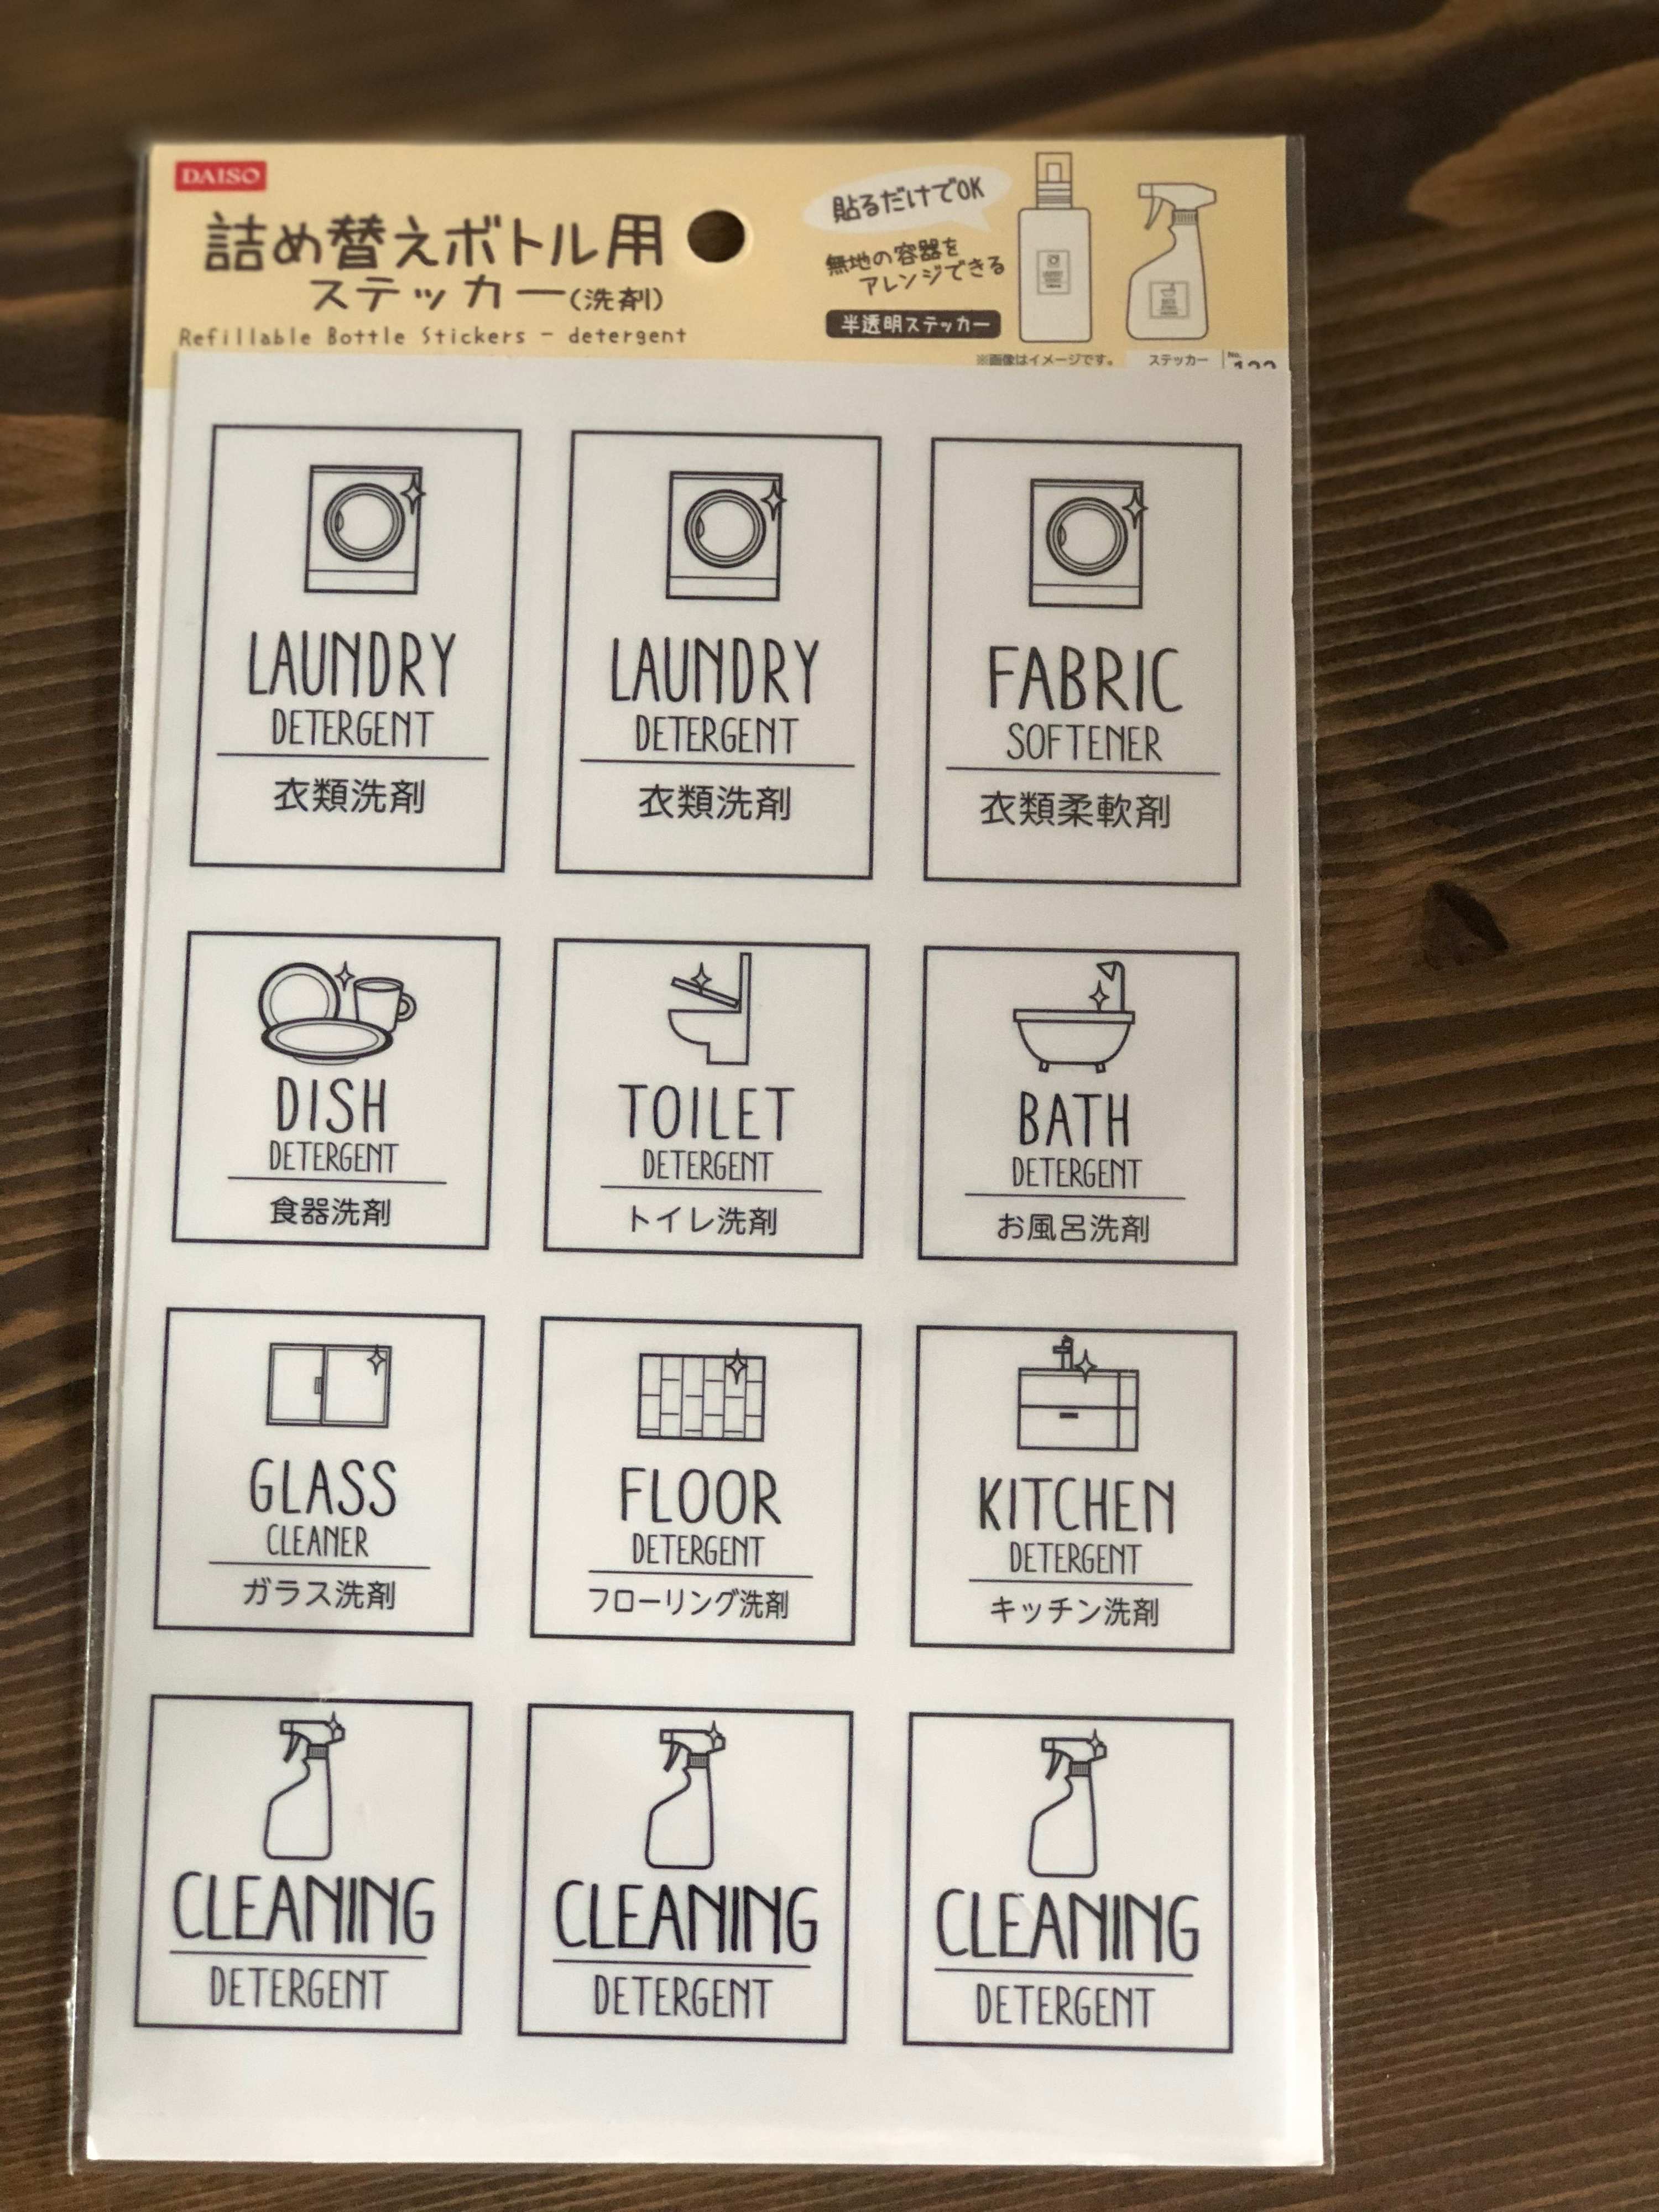 DAISO
詰め替えボトル用
ステッカー(洗剤)
Refillable Bottle Stickers - detergent
貼るだけでOK
無地の容器を
アレンジできる
半透明ステッカー
※画像はイメージです。
ステッカー
No.
LAUNDRY
DETERGENT
衣類洗剤
LAUNDRY
DETERGENT
衣類洗剤
FABRIC
SOFTENER
衣類柔軟剤
DISH
DETERGENT
食器洗剤
TOILET
DETERGENT
トイレ洗剤
BATH
DETERGENT
お風呂洗剤
GLASS
CLEANER
ガラス洗剤
FLOOR
DETERGENT
フローリング洗剤
KITCHEN
DETERGENT
キッチン洗剤
CLEANING
DETERGENT
CLEANING
DETERGENT
CLEANING
DETERGENT